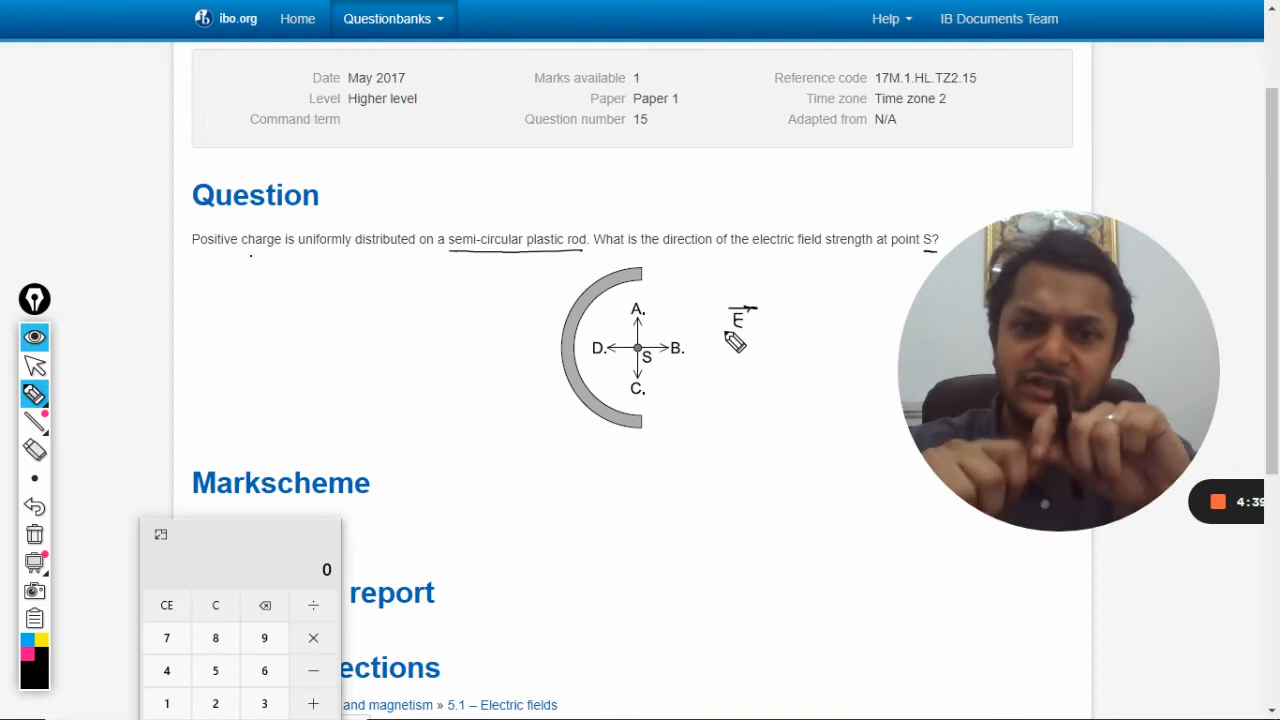 ibo.org Home Questionbanks Help IB Documents Team
Date May 2017 Marks available 1 Reference code 17M.1.HL.TZ2.15
Level Higher level Paper Paper 1 Time zone Time zone 2
Command term Question number 15 Adapted from N/A
Question
Positive charge is uniformly distributed on a semi-circular plastic rod. What is the direction of the electric field strength at point S?
A.
E
D. B.
S
C.
Markscheme
4:39
0
report
CE C ÷
7 8 9 ×
ections
4 5 6 −
1 2 3 +
and magnetism » 5.1 – Electric fields